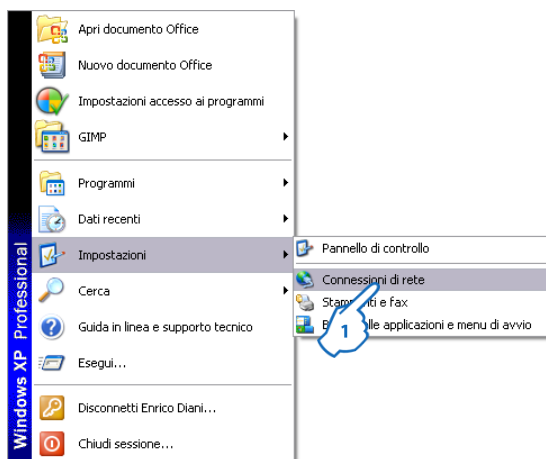 Apri documento Office
Nuovo documento Office
Impostazioni accesso ai programmi
GIMP
Programmi
Dati recenti
Impostazioni
Cerca
Guida in linea e supporto tecnico
Esegui...
Disconnetti Enrico Diani...
Chiudi sessione...
Windows XP Professional
Pannello di controllo
Connessioni di rete
e fax
applicazioni e menu di avvio
1